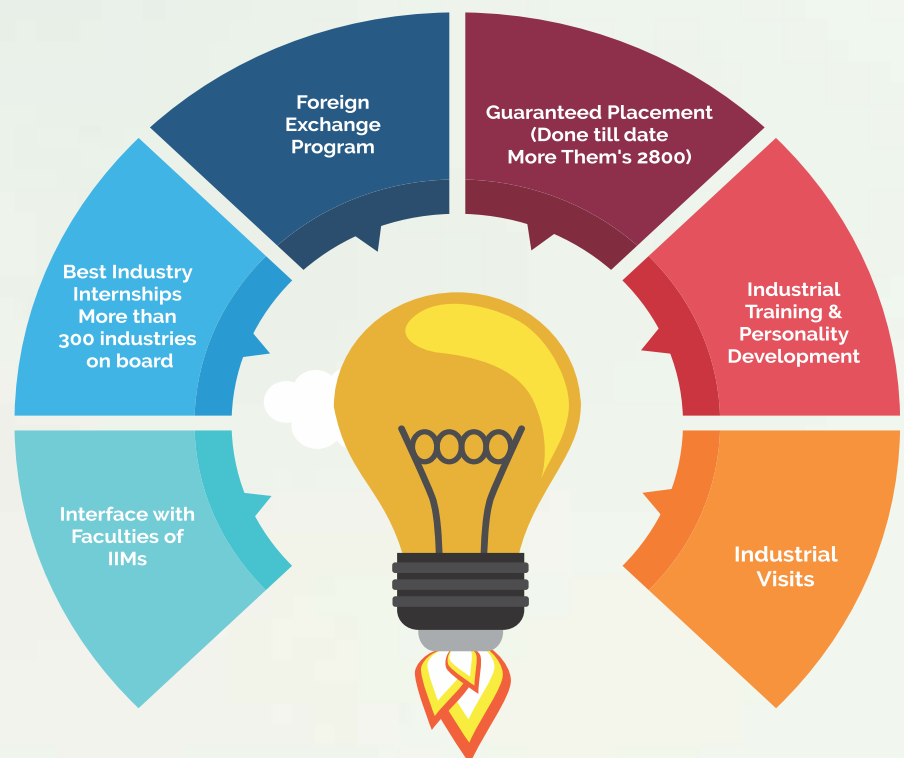 Foreign
Exchange
Program
Guaranteed Placement
(Done till date
More Them's 2800)
Best Industry
Internships
More than
300 industries
on board
Industrial
Training &
Personality
Development
Interface with
Faculties of
IIMs
Industrial
Visits